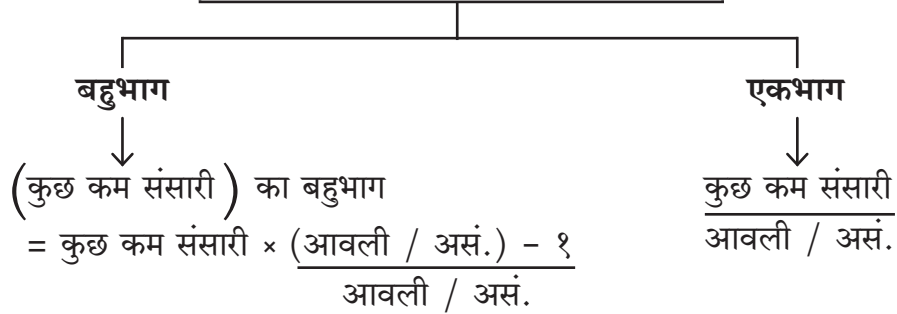 बहुभाग एकभाग
(कुछ कम संसारी) का बहुभाग
= कुछ कम संसारी × (आवली / असं.) – १
आवली / असं.
कुछ कम संसारी
आवली / असं.